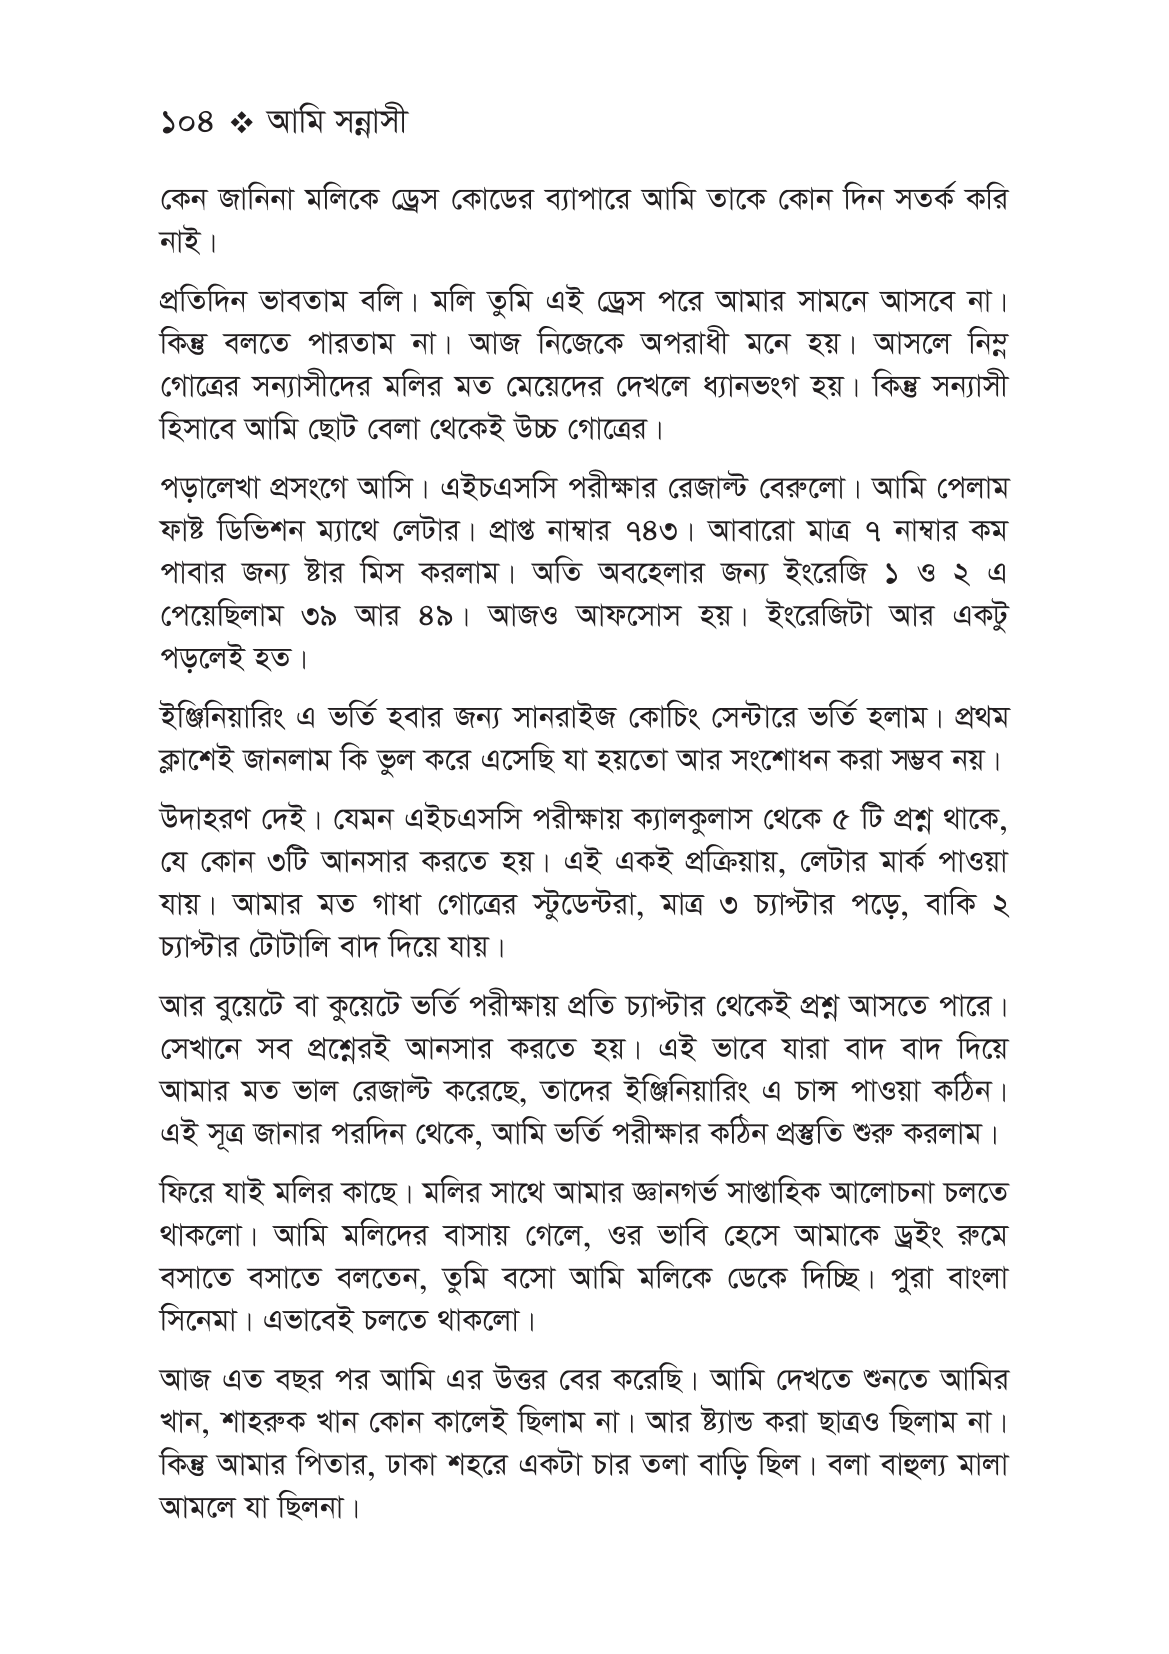 ১০৪ ❖ আমি সন্নাসী
কেন জানিনা মলিকে ড্রেস কোডের ব্যাপারে আমি তাকে কোন দিন সতর্ক করি
নাই।
প্রতিদিন ভাবতাম বলি। মলি তুমি এই ড্রেস পরে আমার সামনে আসবে না।
কিন্তু বলতে পারতাম না। আজ নিজেকে অপরাধী মনে হয়। আসলে নিম্ন
গোত্রের সন্যাসীদের মলির মত মেয়েদের দেখলে ধ্যানভংগ হয়। কিন্তু সন্যাসী
হিসাবে আমি ছোট বেলা থেকেই উচ্চ গোত্রের।
পড়ালেখা প্রসংগে আসি। এইচএসসি পরীক্ষার রেজাল্ট বেরুলো। আমি পেলাম
ফাষ্ট ডিভিশন ম্যাথে লেটার। প্রাপ্ত নাম্বার ৭৪৩। আবারো মাত্র ৭ নাম্বার কম
পাবার জন্য ষ্টার মিস করলাম। অতি অবহেলার জন্য ইংরেজি ১ ও ২ এ
পেয়েছিলাম ৩৯ আর ৪৯। আজও আফসোস হয়। ইংরেজিটা আর একটু
পড়লেই হত।
ইঞ্জিনিয়ারিং এ ভর্তি হবার জন্য সানরাইজ কোচিং সেন্টারে ভর্তি হলাম। প্রথম
ক্লাশেই জানলাম কি ভুল করে এসেছি যা হয়তো আর সংশোধন করা সম্ভব নয়।
উদাহরণ দেই। যেমন এইচএসসি পরীক্ষায় ক্যালকুলাস থেকে ৫ টি প্রশ্ন থাকে,
যে কোন ৩টি আনসার করতে হয়। এই একই প্রক্রিয়ায়, লেটার মার্ক পাওয়া
যায়। আমার মত গাধা গোত্রের স্টুডেন্টরা, মাত্র ৩ চ্যাপ্টার পড়ে, বাকি ২
চ্যাপ্টার টোটালি বাদ দিয়ে যায়।
আর বুয়েটে বা কুয়েটে ভর্তি পরীক্ষায় প্রতি চ্যাপ্টার থেকেই প্রশ্ন আসতে পারে।
সেখানে সব প্রশ্নেরই আনসার করতে হয়। এই ভাবে যারা বাদ বাদ দিয়ে
আমার মত ভাল রেজাল্ট করেছে, তাদের ইঞ্জিনিয়ারিং এ চান্স পাওয়া কঠিন।
এই সূত্র জানার পরদিন থেকে, আমি ভর্তি পরীক্ষার কঠিন প্রস্তুতি শুরু করলাম।
ফিরে যাই মলির কাছে। মলির সাথে আমার জ্ঞানগর্ভ সাপ্তাহিক আলোচনা চলতে
থাকলো। আমি মলিদের বাসায় গেলে, ওর ভাবি হেসে আমাকে ড্রইং রুমে
বসাতে বসাতে বলতেন, তুমি বসো আমি মলিকে ডেকে দিচ্ছি। পুরা বাংলা
সিনেমা। এভাবেই চলতে থাকলো।
আজ এত বছর পর আমি এর উত্তর বের করেছি। আমি দেখতে শুনতে আমির
খান, শাহরুক খান কোন কালেই ছিলাম না। আর ষ্ট্যান্ড করা ছাত্রও ছিলাম না।
কিন্তু আমার পিতার, ঢাকা শহরে একটা চার তলা বাড়ি ছিল। বলা বাহুল্য মালা
আমলে যা ছিলনা।